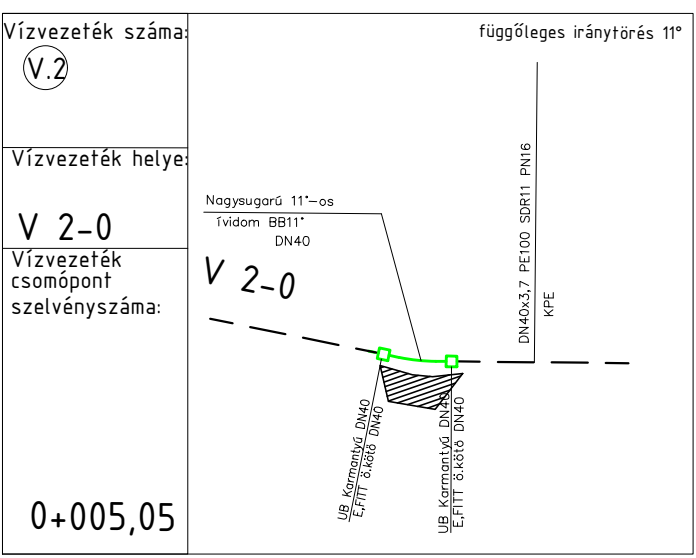 Vízvezeték száma:
V.2
Vízvezeték helye:
V 2-0
Vízvezeték
csomópont
szelvényszáma:
0+005,05
függőleges iránytörés 11°
Nagysugarú 11°-os
ívidom BB11°
DN40
V 2-0
DN40x3,7 PE100 SDR11 PN16
KPE
UB Karmantyú DN40
E,FITT ö.kötő DN40
UB Karmantyú DN40
E,FITT ö.kötő DN40